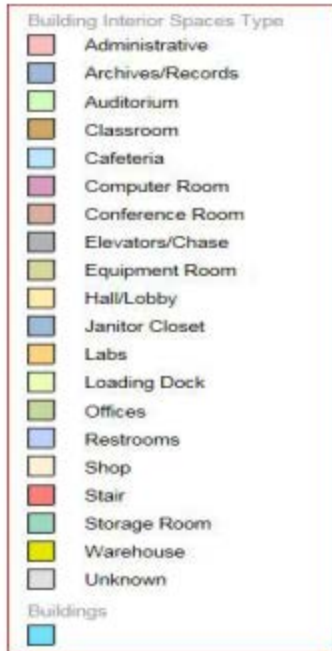 Building Interior Spaces Type
Administrative
Archives/Records
Auditorium
Classroom
Cafeteria
Computer Room
Conference Room
Elevators/Chase
Equipment Room
Hall/Lobby
Janitor Closet
Labs
Loading Dock
Offices
Restrooms
Shop
Stair
Storage Room
Warehouse
Unknown
Buildings